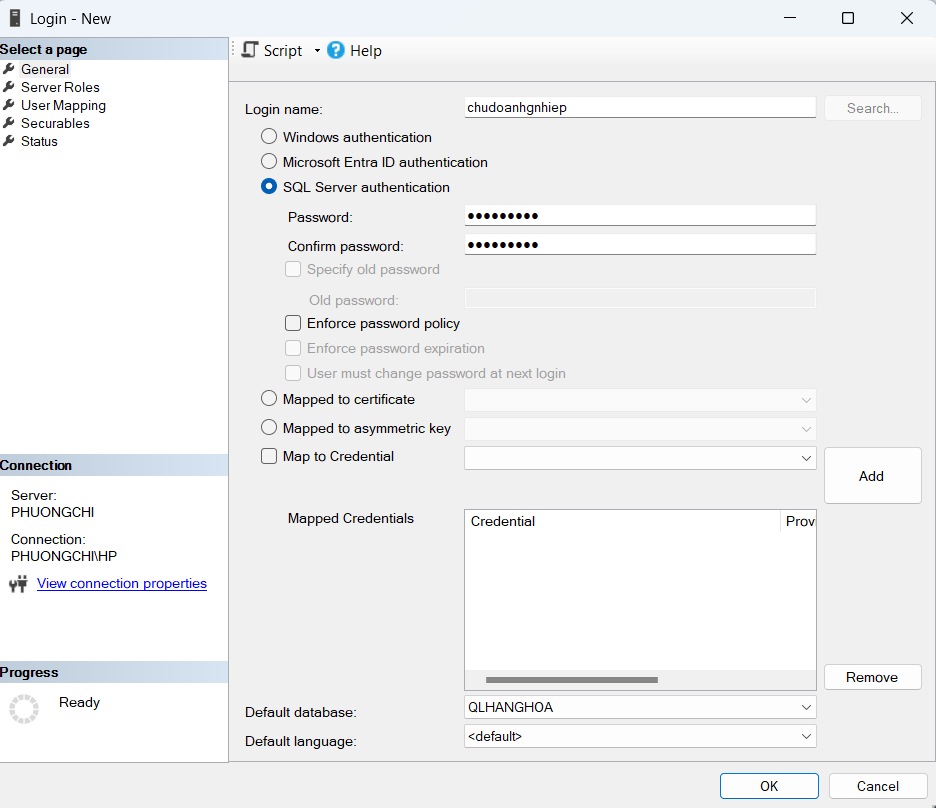 Login - New
Select a page
General
Server Roles
User Mapping
Securables
Status
Connection
Server:
PHUONGCHI
Connection:
PHUONGCHI\HP
View connection properties
Progress
Ready
Script
Help
Login name:
chudoanhgnhiep
Search...
Windows authentication
Microsoft Entra ID authentication
SQL Server authentication
Password:
●●●●●●●●●
Confirm password:
●●●●●●●●●
Specify old password
Old password:
Enforce password policy
Enforce password expiration
User must change password at next login
Mapped to certificate
Mapped to asymmetric key
Map to Credential
Add
Mapped Credentials
Credential Prov
Remove
Default database:
QLHANGHOA
Default language:
<default>
OK
Cancel